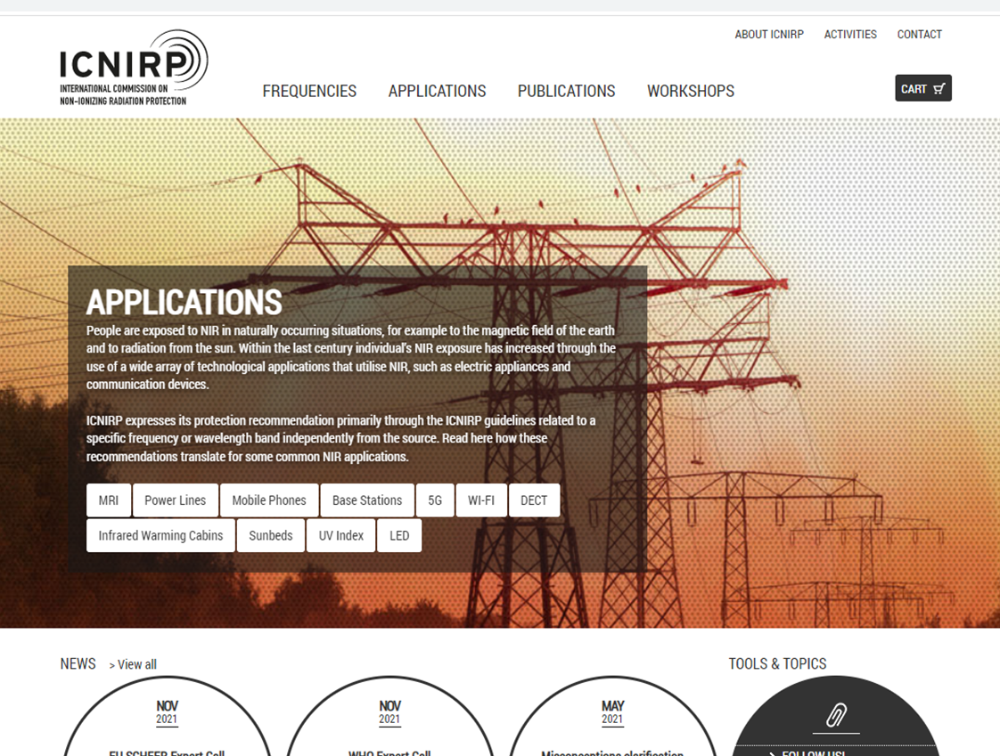 ABOUT ICNIRP
ACTIVITIES
CONTACT
ICNIRP
INTERNATIONAL COMMISSION ON
NON-IONIZING RADIATION PROTECTION
FREQUENCIES
APPLICATIONS
PUBLICATIONS
WORKSHOPS
CART
APPLICATIONS
People are exposed to NIR in naturally occurring situations, for example to the magnetic field of the earth
and to radiation from the sun. Within the last century individual's NIR exposure has increased through the
use of a wide array of technological applications that utilise NIR, such as electric appliances and
communication devices.
ICNIRP expresses its protection recommendation primarily through the ICNIRP guidelines related to a
specific frequency or wavelength band independently from the source. Read here how these
recommendations translate for some common NIR applications.
MRI
Power Lines
Mobile Phones
Base Stations
5G
WI-FI
DECT
Infrared Warming Cabins
Sunbeds
UV Index
LED
NEWS
> View all
TOOLS & TOPICS
NOV
2021
EU SCHEER Expert Call
NOV
2021
WHO Expert Call
MAY
2021
Misconceptions clarification
> FOLLOW US!